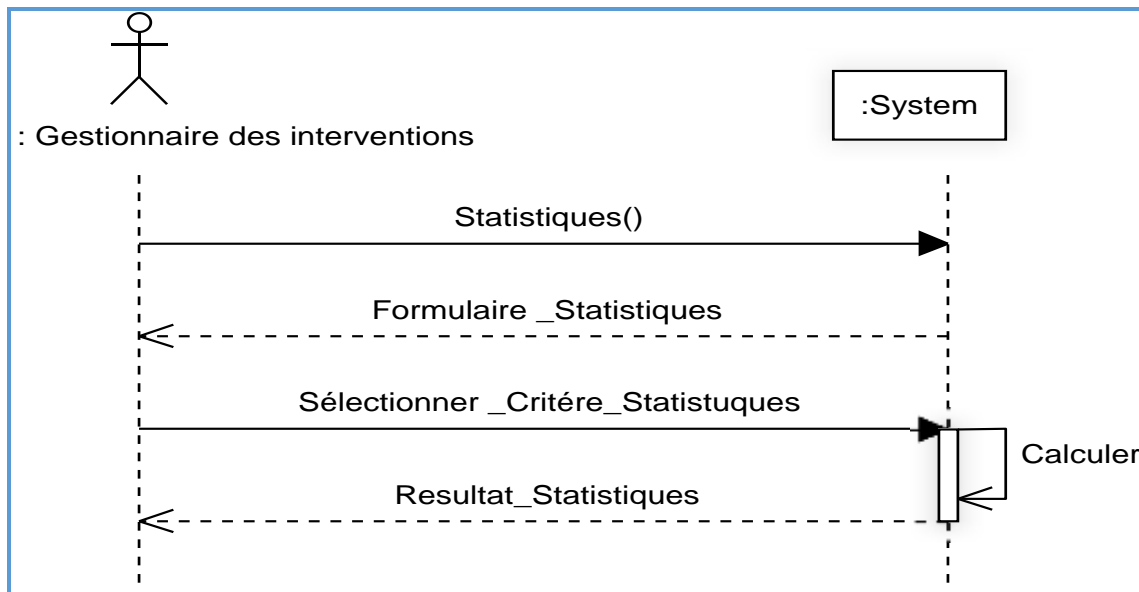 :System
: Gestionnaire des interventions
Statistiques()
Formulaire _Statistiques
Sélectionner _Critére_Statistuques
Calculer
Resultat_Statistiques